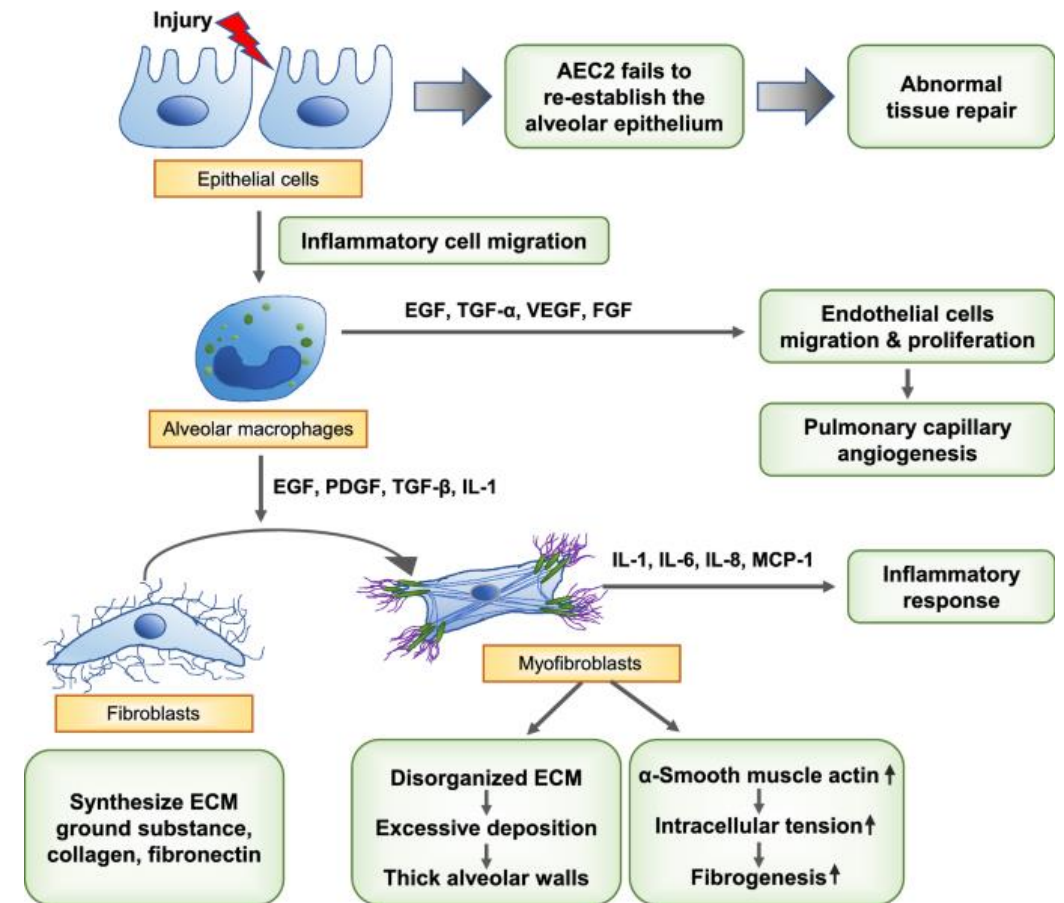 Injury
AEC2 fails to
re-establish the
alveolar epithelium
Abnormal
tissue repair
Epithelial cells
Inflammatory cell migration
EGF, TGF-α, VEGF, FGF
Endothelial cells
migration & proliferation
Alveolar macrophages
Pulmonary capillary
angiogenesis
EGF, PDGF, TGF-β, IL-1
IL-1, IL-6, IL-8, MCP-1
Inflammatory
response
Myofibroblasts
Fibroblasts
Synthesize ECM
ground substance,
collagen, fibronectin
Disorganized ECM
Excessive deposition
Thick alveolar walls
α-Smooth muscle actin
Intracellular tension
Fibrogenesis